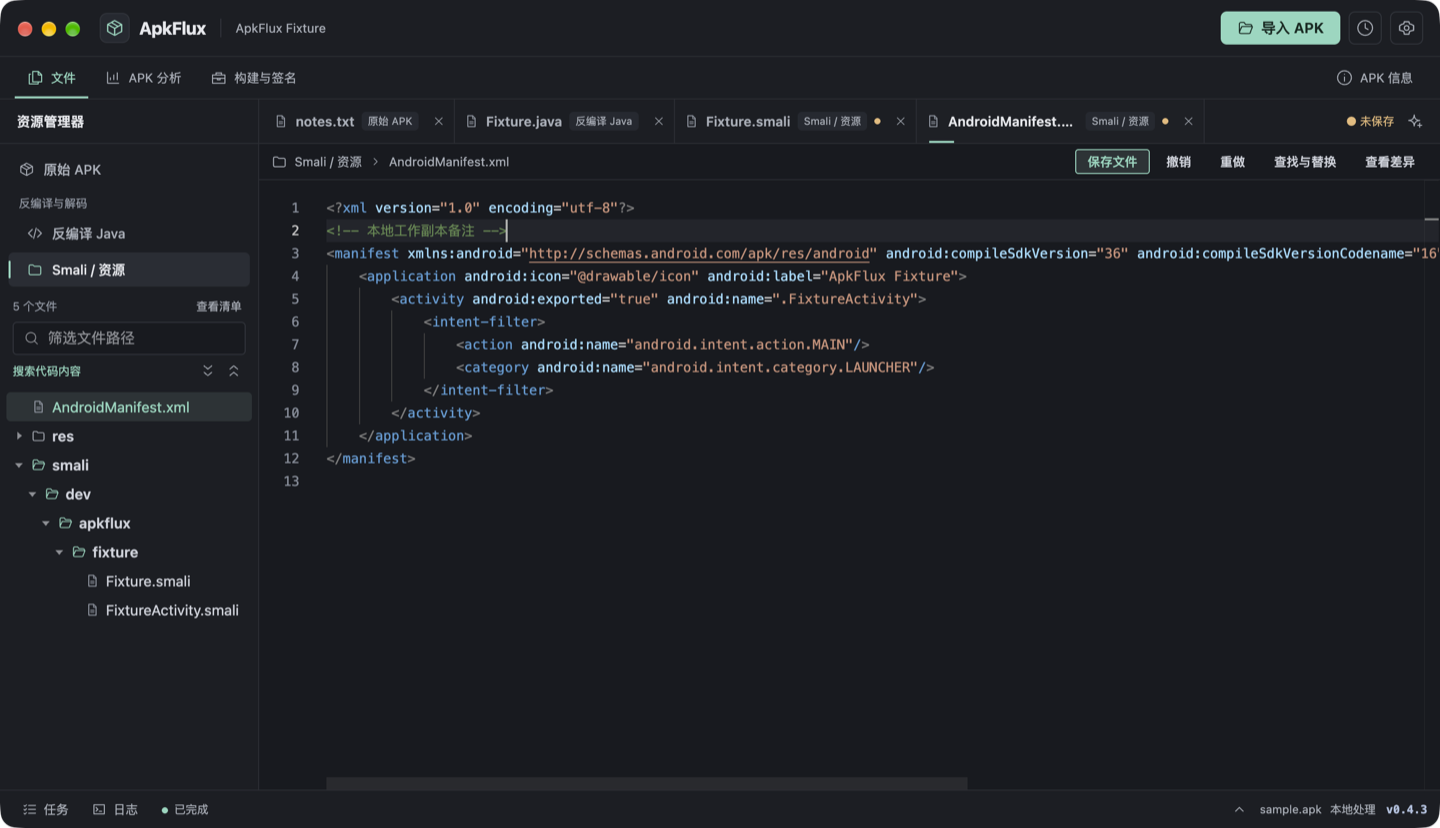 ApkFlux ApkFlux Fixture 导入 APK
文件 APK 分析 构建与签名 APK 信息
资源管理器
notes.txt 原始 APK Fixture.java 反编译 Java Fixture.smali Smali / 资源 AndroidManifest.... Smali / 资源 未保存
Smali / 资源 AndroidManifest.xml 保存文件 撤销 重做 查找与替换 查看差异
原始 APK
反编译与解码
反编译 Java
Smali / 资源
5 个文件 查看清单
筛选文件路径
搜索代码内容
AndroidManifest.xml
res
smali
dev
apkflux
fixture
Fixture.smali
FixtureActivity.smali
1 <?xml version="1.0" encoding="utf-8"?>
2 <!-- 本地工作副本备注 -->
3 <manifest xmlns:android="http://schemas.android.com/apk/res/android" android:compileSdkVersion="36" android:compileSdkVersionCodename="16"
4 <application android:icon="@drawable/icon" android:label="ApkFlux Fixture">
5 <activity android:exported="true" android:name=".FixtureActivity">
6 <intent-filter>
7 <action android:name="android.intent.action.MAIN"/>
8 <category android:name="android.intent.category.LAUNCHER"/>
9 </intent-filter>
10 </activity>
11 </application>
12 </manifest>
13
任务 日志 已完成 sample.apk 本地处理 v0.4.3